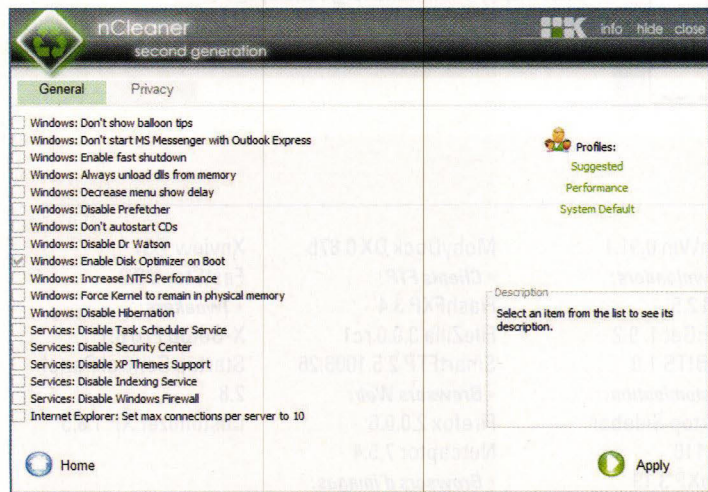 nCleaner
second generation
info hide close
General Privacy
Windows: Don't show balloon tips
Windows: Don't start MS Messenger with Outlook Express
Windows: Enable fast shutdown
Windows: Always unload dlls from memory
Windows: Decrease menu show delay
Windows: Disable Prefetcher
Windows: Don't autostart CDs
Windows: Disable Dr Watson
Windows: Enable Disk Optimizer on Boot
Windows: Increase NTFS Performance
Windows: Force Kernel to remain in physical memory
Windows: Disable Hibernation
Services: Disable Task Scheduler Service
Services: Disable Security Center
Services: Disable XP Themes Support
Services: Disable Indexing Service
Services: Disable Windows Firewall
Internet Explorer: Set max connections per server to 10
Profiles:
Suggested
Performance
System Default
Description
Select an item from the list to see its
description.
Home
Apply